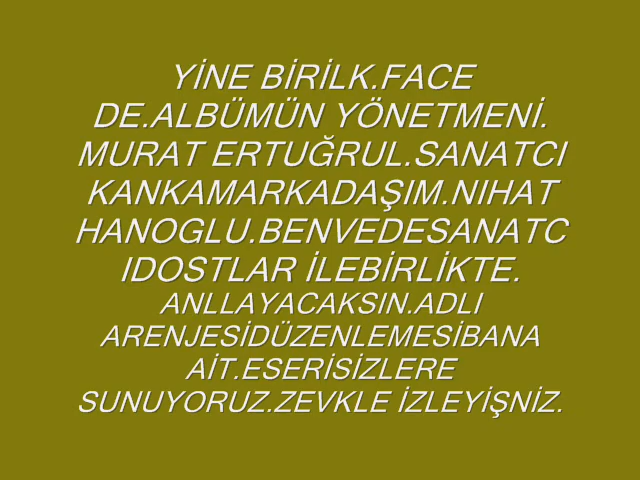 YİNE BİRİLK.FACE
DE.ALBÜMÜN YÖNETMENİ.
MURAT ERTUĞRUL.SANATCI
KANKAMARKADAŞIM.NIHAT
HANOGLU.BENVEDESANATC
IDOSTLAR İLEBİRLİKTE.
ANLLAYACAKSIN.ADLI
ARENJESİDÜZENLEMESİBANA
AİT.ESERİSİZLERE
SUNUYORUZ.ZEVKLE İZLEYİŞNİZ.